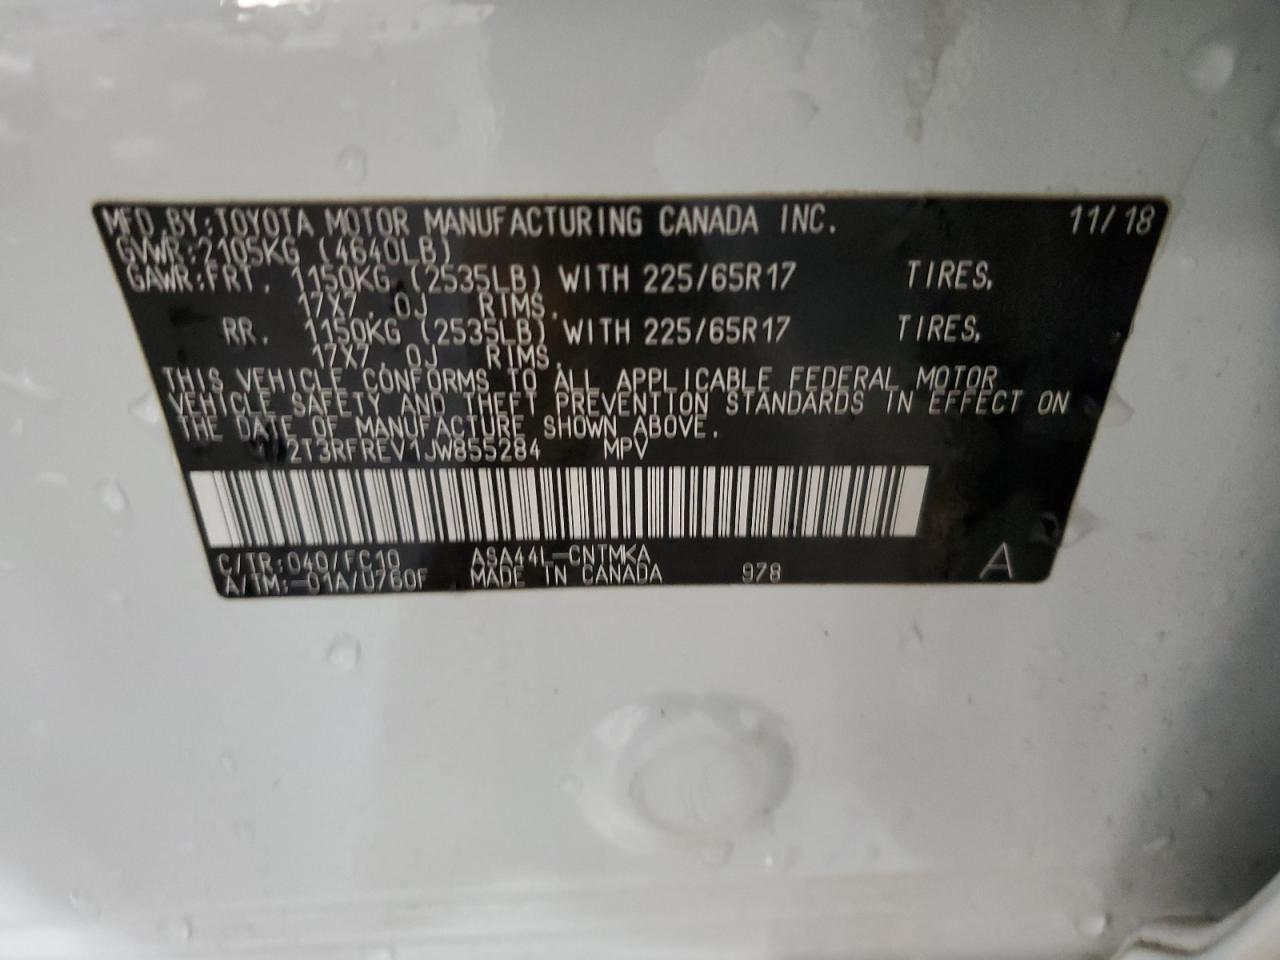 MFD.BY:TOYOTA MOTOR MANUFACTURING CANADA INC. 11/18
GVWR:2105KG (4640LB)
GAWR:FRT. 1150KG (2535LB) WITH 225/65R17 TIRES,
17X7.0J RIMS.
RR. 1150KG (2535LB) WITH 225/65R17 TIRES,
17X7.0J RIMS.
THIS VEHICLE CONFORMS TO ALL APPLICABLE FEDERAL MOTOR
VEHICLE SAFETY AND THEFT PREVENTION STANDARDS IN EFFECT ON
THE DATE OF MANUFACTURE SHOWN ABOVE.
2T3RFREV1JW855284 MPV
C/TR:040/FC10 ASA44L-CNTMKA
A/TM:-01A/U760F MADE IN CANADA 978 A